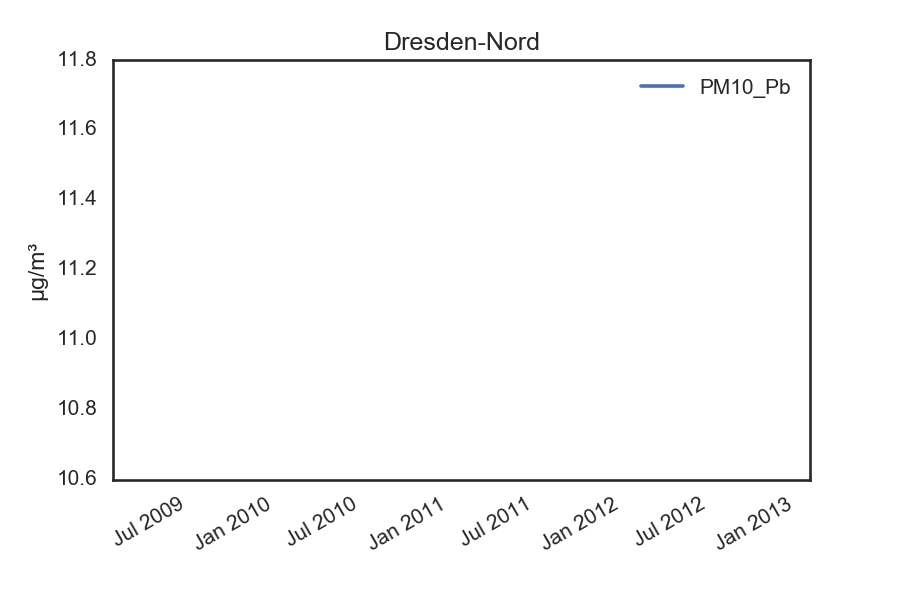 Dresden-Nord
11.8
11.6
11.4
11.2
11.0
10.8
10.6
µg/m³
PM10_Pb
Jul 2009
Jan 2010
Jul 2010
Jan 2011
Jul 2011
Jan 2012
Jul 2012
Jan 2013